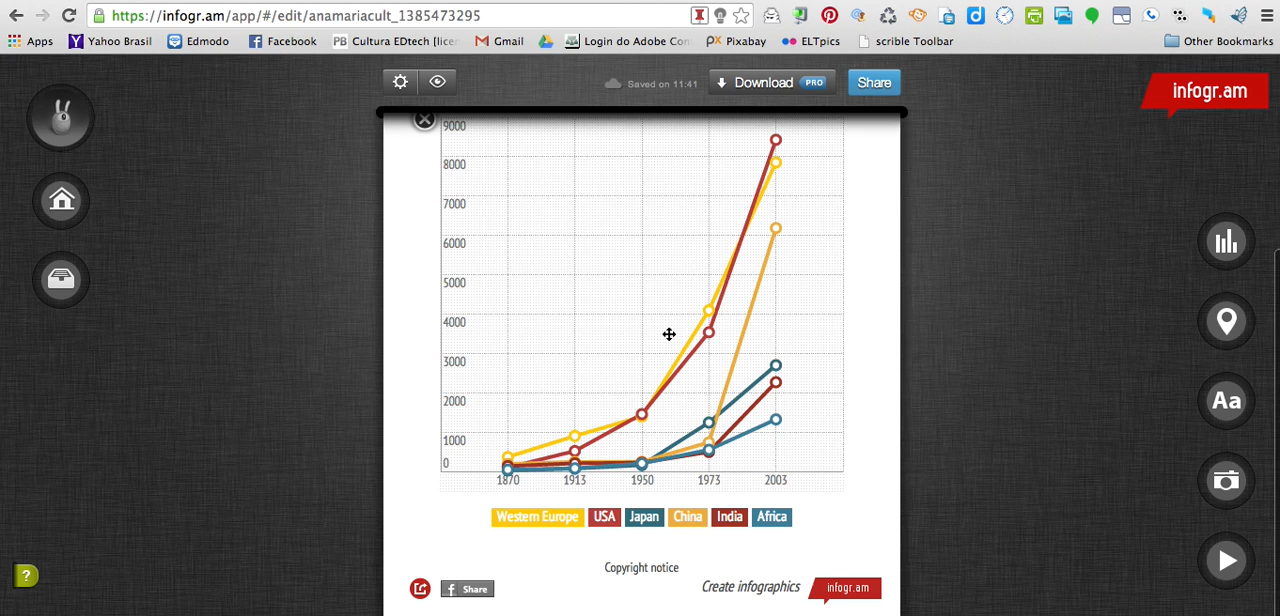 https://infogr.am/app/#/edit/anamariacult_1385473295
Apps Yahoo Brasil Edmodo Facebook PB Cultura EDtech [licen Gmail Login do Adobe Con PX Pixabay ELTpics scrible Toolbar Other Bookmarks
Saved on 11:41 Download PRO Share
infogr.am
9000
8000
7000
6000
5000
4000
3000
2000
1000
0
1870 1913 1950 1973 2003
Western Europe USA Japan China India Africa
Aa
Copyright notice
f Share Create infographics infogr.am
?